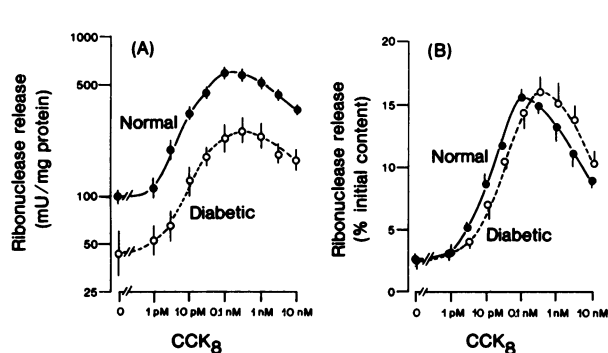 (A)
Ribonuclease release
(mU/mg protein)
1000
500
100
50
25
Normal
Diabetic
0 1 pM 10 pM 0.1 nM 1 nM 10 nM
CCK8
(B)
Ribonuclease release
(% initial content)
20
15
10
5
0
Normal
Diabetic
0 1 pM 10 pM 0.1 nM 1 nM 10 nM
CCK8